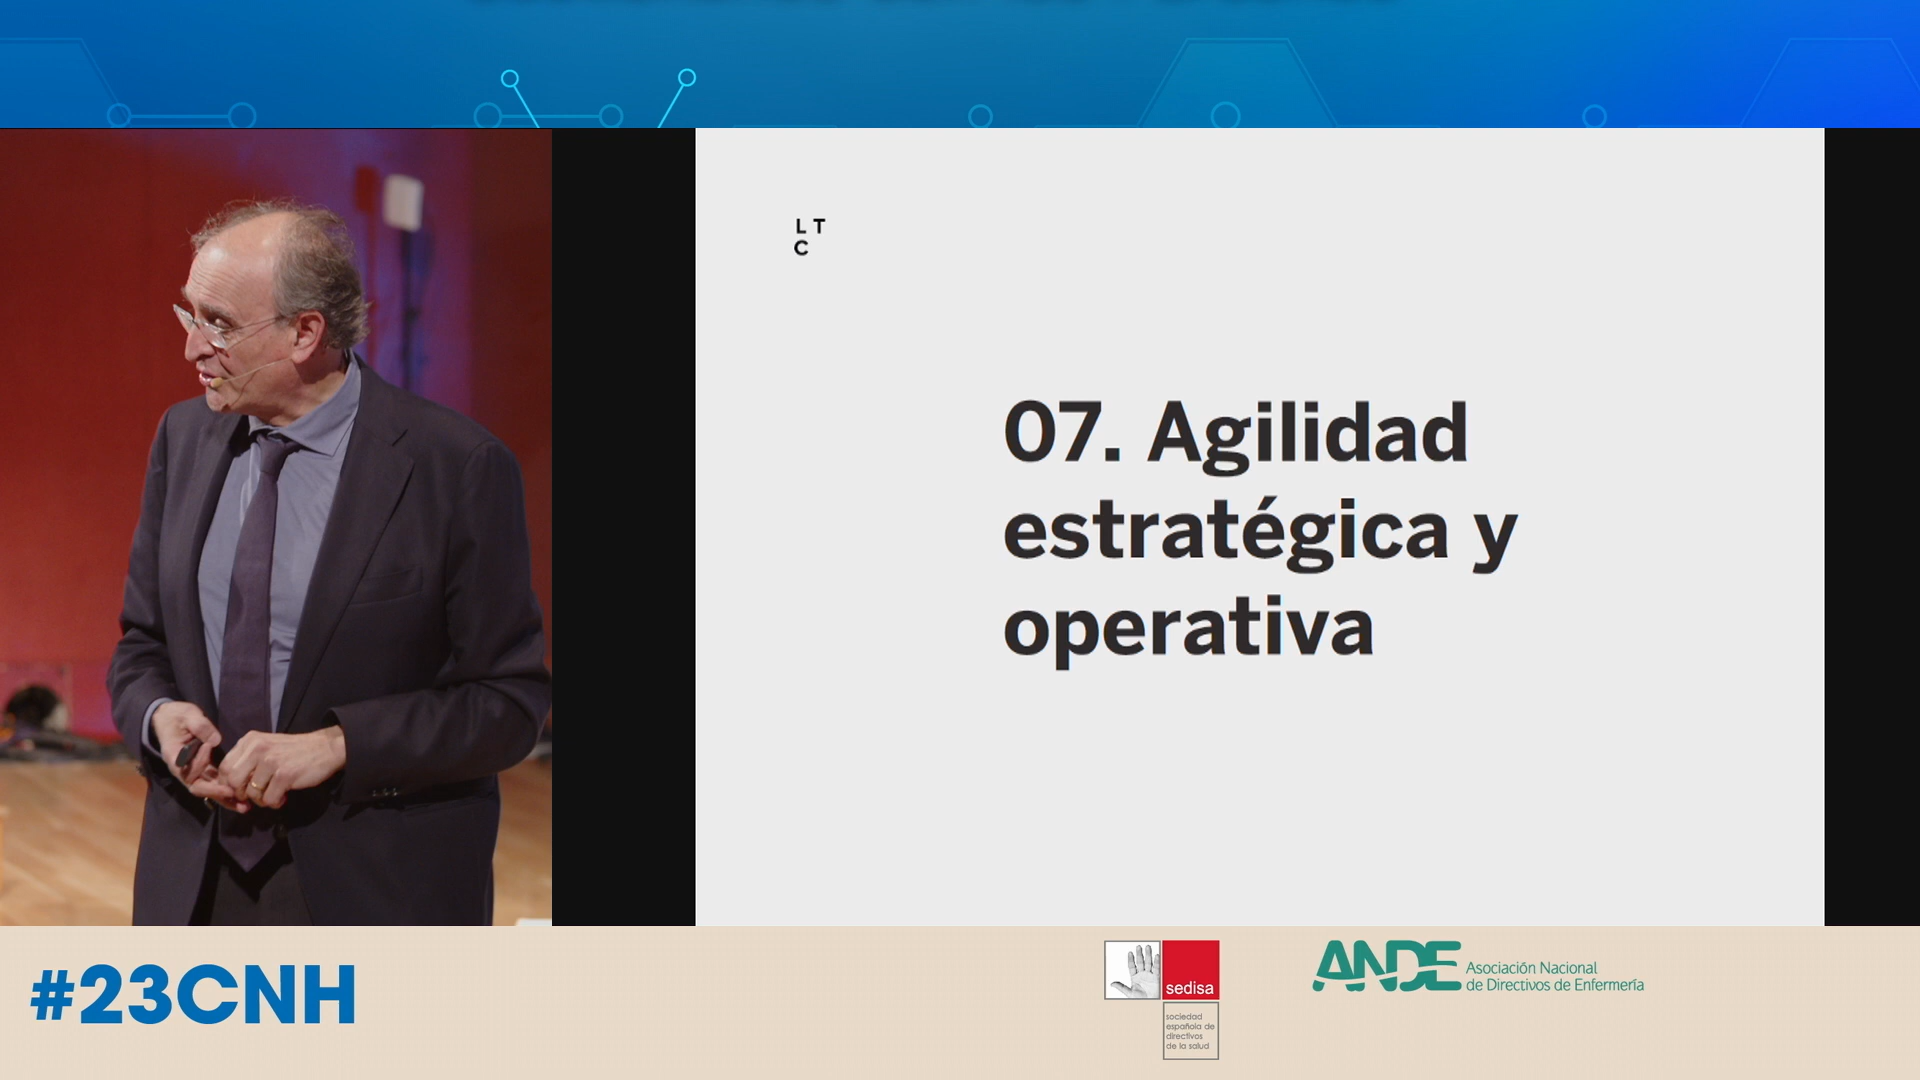 L T
C
07. Agilidad
estratégica y
operativa
#23CNH
sedisa
sociedad
española de
directivos
de la salud
ANDE
Asociación Nacional
de Directivos de Enfermería